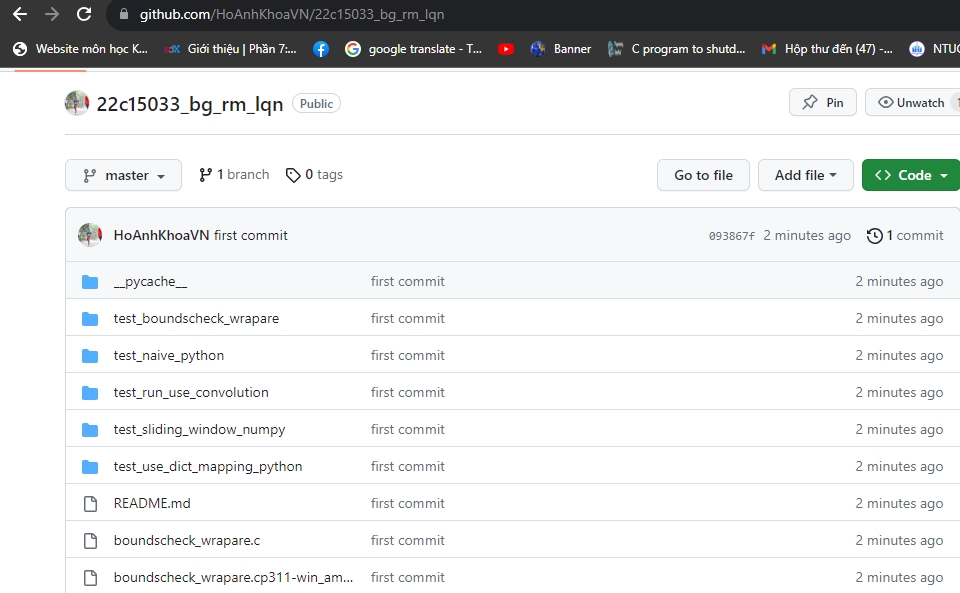 github.com/HoAnhKhoaVN/22c15033_bg_rm_lqn
Website môn học K... Giới thiệu | Phần 7:... google translate - T... Banner C program to shutd... Hộp thư đến (47) -... NTUC
22c15033_bg_rm_lqn Public Pin Unwatch 1
master 1 branch 0 tags Go to file Add file Code
HoAnhKhoaVN first commit 093867f 2 minutes ago 1 commit
__pycache__ first commit 2 minutes ago
test_boundscheck_wrapare first commit 2 minutes ago
test_naive_python first commit 2 minutes ago
test_run_use_convolution first commit 2 minutes ago
test_sliding_window_numpy first commit 2 minutes ago
test_use_dict_mapping_python first commit 2 minutes ago
README.md first commit 2 minutes ago
boundscheck_wrapare.c first commit 2 minutes ago
boundscheck_wrapare.cp311-win_am... first commit 2 minutes ago